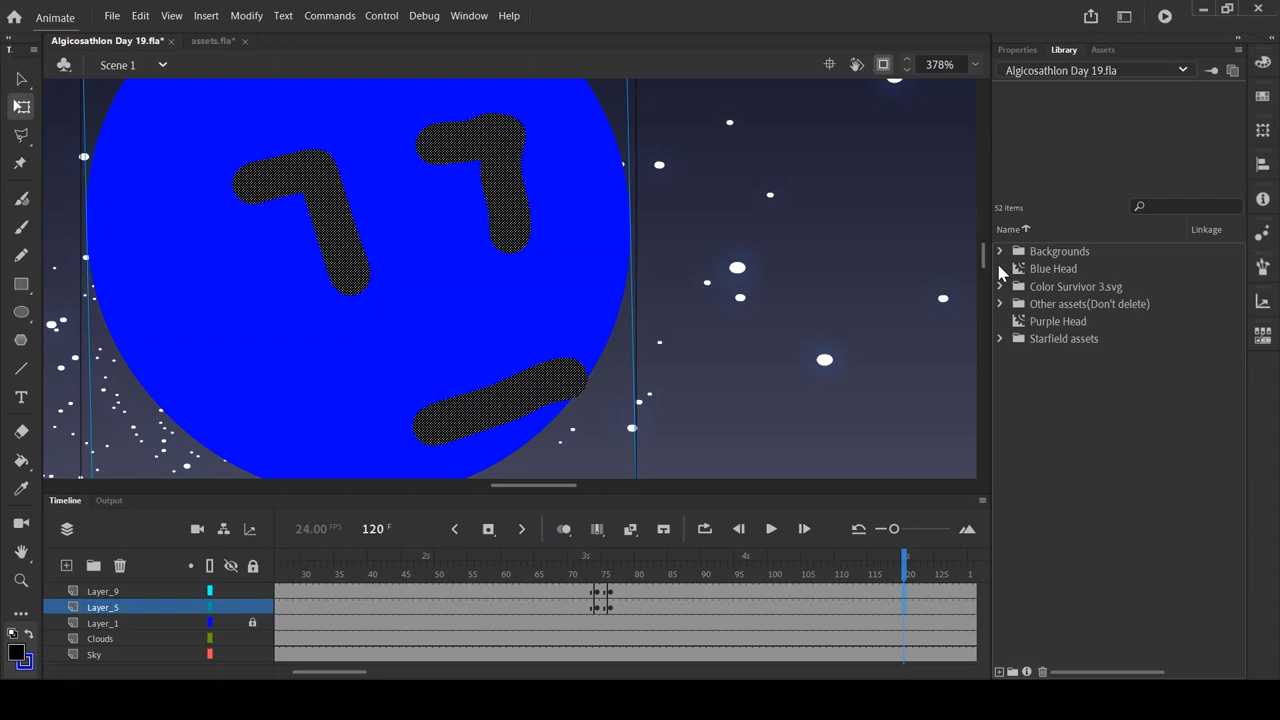 Animate File Edit View Insert Modify Text Commands Control Debug Window Help
Algicosathlon Day 19.fla* assets.fla*
Scene 1 378%
Properties Library Assets
Algicosathlon Day 19.fla
52 items
Name Linkage
Backgrounds
Blue Head
Color Survivor 3.svg
Other assets(Don't delete)
Purple Head
Starfield assets
Timeline Output
24.00 FPS 120 F
2s 3s 4s s
30 35 40 45 50 55 60 65 70 75 80 85 90 95 100 105 110 115 120 125 1
Layer_9
Layer_5
Layer_1
Clouds
Sky